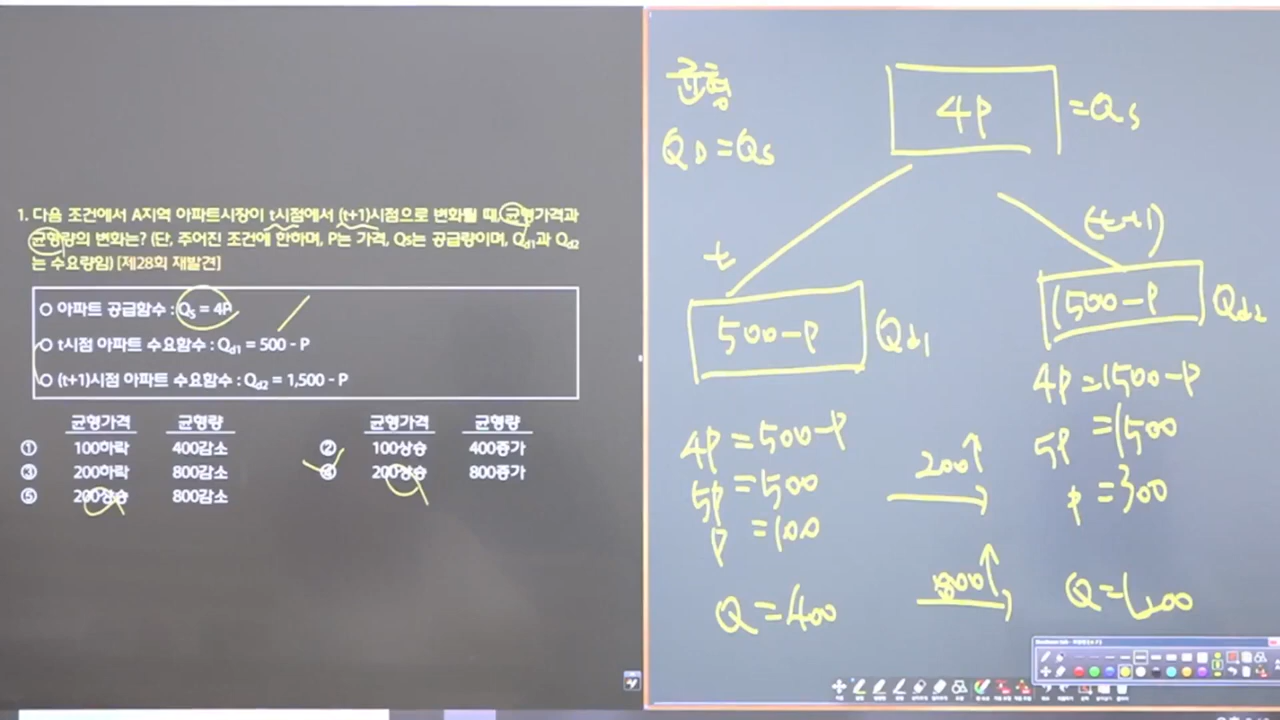 1. 다음 조건에서 A지역 아파트시장이 t시점에서 (t+1)시점으로 변화될 때, 균형가격과
균형량의 변화는? (단, 주어진 조건에 한하며, P는 가격, Qs는 공급량이며, Qd1과 Qd2
는 수요량임) [제28회 재발견]
○ 아파트 공급함수 : QS = 4P
○ t시점 아파트 수요함수 : Qd1 = 500 - P
○ (t+1)시점 아파트 수요함수 : Qd2 = 1,500 - P
균형가격 균형량 균형가격 균형량
① 100하락 400감소 ② 100상승 400증가
③ 200하락 800감소 ④ 200상승 800증가
⑤ 200상승 800감소
균형
QD=QS
4P =QS
t (t+1)
500-P Qd1
1500-P Qd2
4P=500-P
5P=500
P=100
Q=400
200↑
800↑
4P=1500-P
5P=1500
P=300
Q=1200